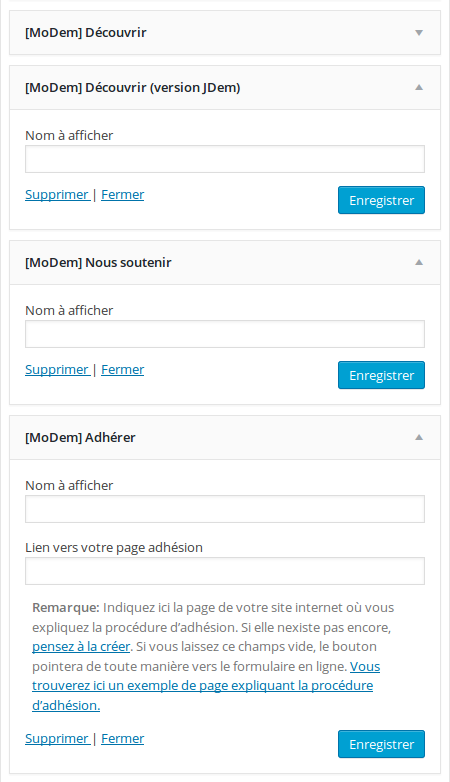 [MoDem] Découvrir
[MoDem] Découvrir (version JDem)
Nom à afficher
Supprimer | Fermer
Enregistrer
[MoDem] Nous soutenir
Nom à afficher
Supprimer | Fermer
Enregistrer
[MoDem] Adhérer
Nom à afficher
Lien vers votre page adhésion
Remarque: Indiquez ici la page de votre site internet où vous
expliquez la procédure d’adhésion. Si elle nexiste pas encore,
pensez à la créer. Si vous laissez ce champs vide, le bouton
pointera de toute manière vers le formulaire en ligne. Vous
trouverez ici un exemple de page expliquant la procédure
d’adhésion.
Supprimer | Fermer
Enregistrer